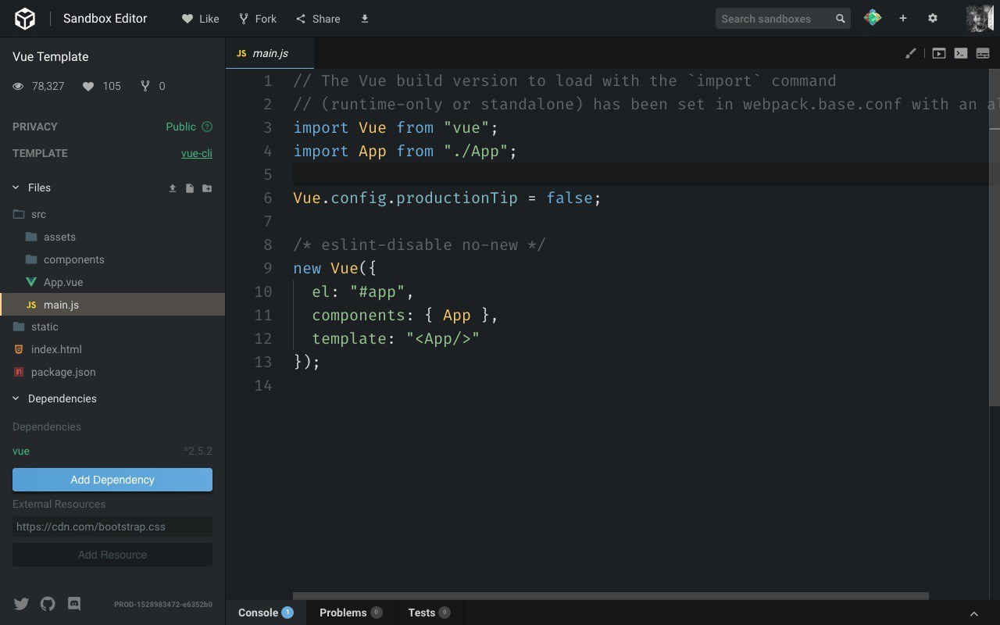 Sandbox Editor
Like
Fork
Share
Search sandboxes
Vue Template
78,327
105
0
PRIVACY
Public
TEMPLATE
vue-cli
Files
src
assets
components
App.vue
JS main.js
static
index.html
package.json
Dependencies
Dependencies
vue ^2.5.2
Add Dependency
External Resources
https://cdn.com/bootstrap.css
Add Resource
PROD-1528983472-e6352b0
JS main.js
1 // The Vue build version to load with the `import` command
2 // (runtime-only or standalone) has been set in webpack.base.conf with an al
3 import Vue from "vue";
4 import App from "./App";
5
6 Vue.config.productionTip = false;
7
8 /* eslint-disable no-new */
9 new Vue({
10 el: "#app",
11 components: { App },
12 template: "<App/>"
13 });
14
Console 1
Problems 0
Tests 0